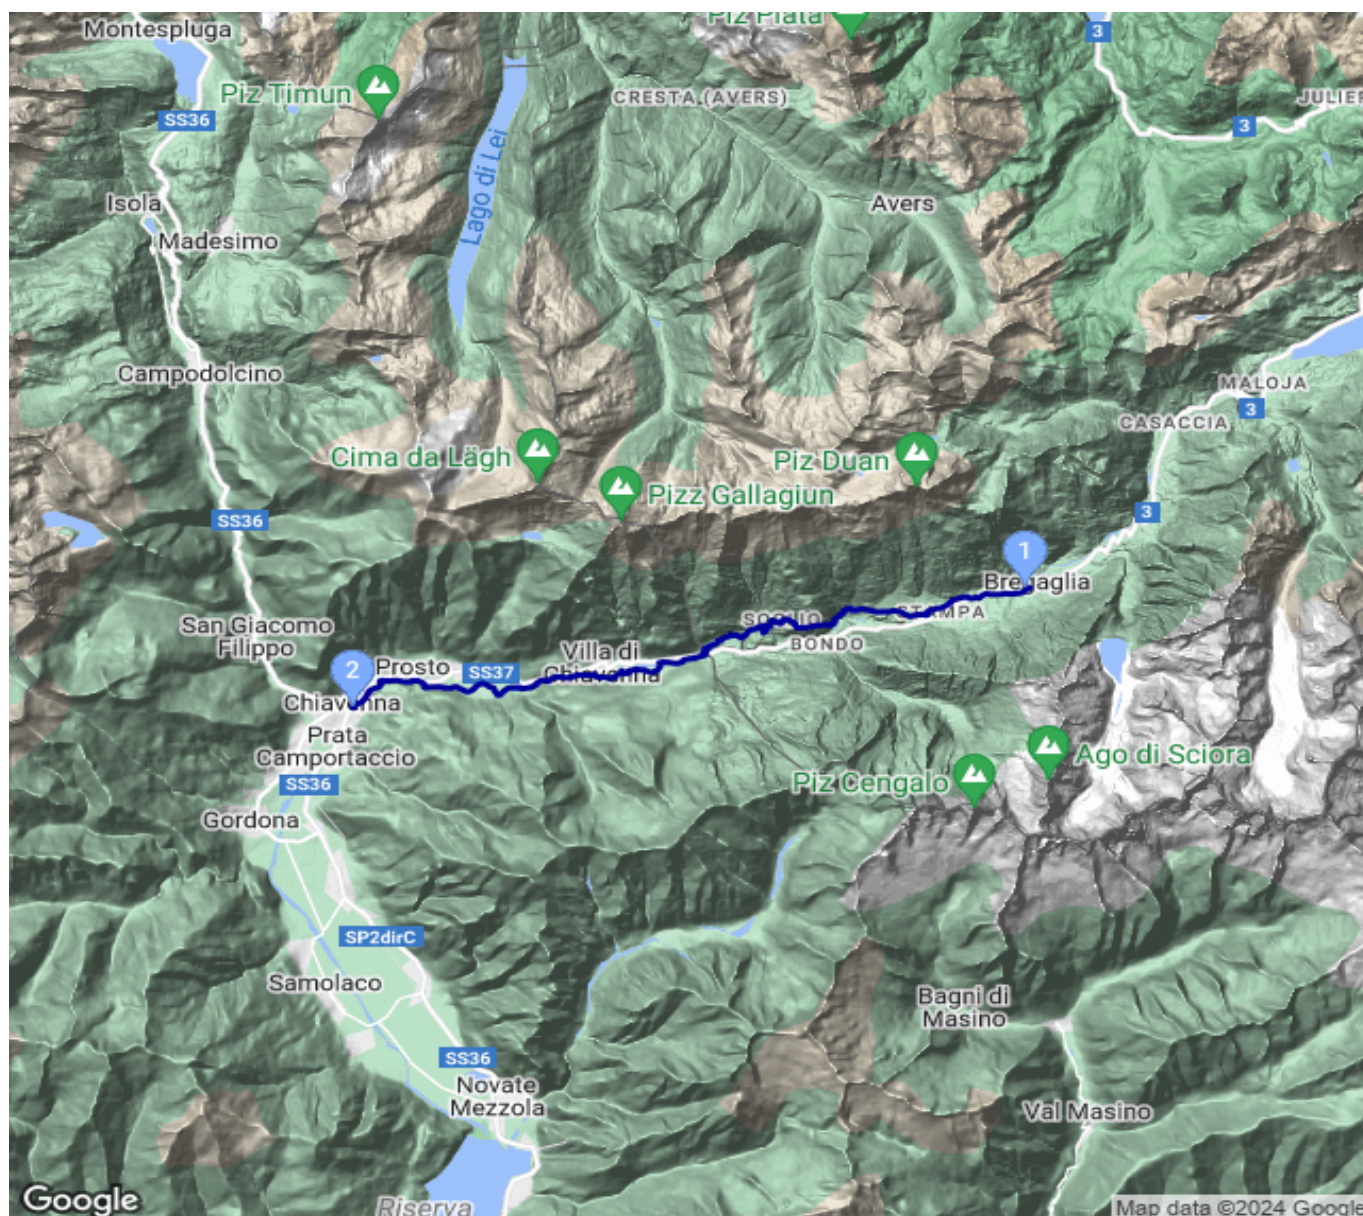 Piz Piata
Montespluga
3
Piz Timun
CRESTA (AVERS)
JULIER
SS36
3
Lago di Lei
Isola
Avers
Madesimo
Campodolcino
MALOJA
3
CASACCIA
Cima da Lägh
Piz Duan
Pizz Gallagiun
SS36
3
1
Bregaglia
San Giacomo
Filippo
SOGLIO
STAMPA
BONDO
Villa di
Chiavenna
2
Prosto
SS37
Chiavenna
Prata
Camportaccio
Ago di Sciora
Piz Cengalo
SS36
Gordona
SP2dirC
Samolaco
Bagni di
Masino
SS36
Novate
Mezzola
Val Masino
Google
Riserva
Map data ©2024 Google